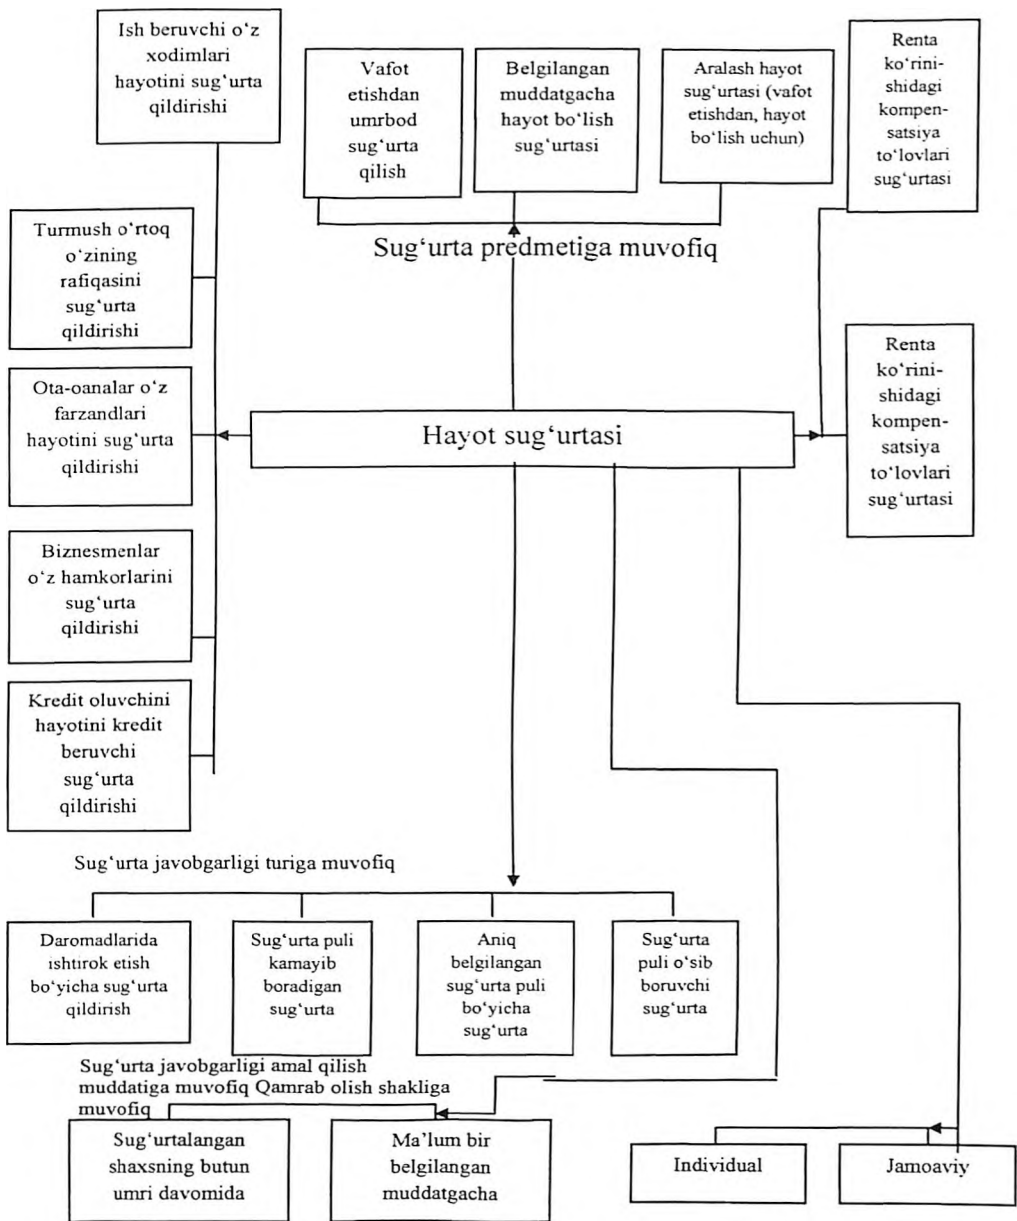 Ish beruvchi o‘z
xodimlari
hayotini sug‘urta
qildirishi
Vafot
etishdan
umrbod
sug‘urta
qilish
Belgilangan
muddatgacha
hayot bo‘lish
sug‘urtasi
Aralash hayot
sug‘urtasi (vafot
etishdan, hayot
bo‘lish uchun)
Renta
ko‘rini-
shidagi
kompen-
satsiya
to‘lovlari
sug‘urtasi
Turmush o‘rtoq
o‘zining
rafiqasini
sug‘urta
qildirishi
Sug‘urta predmetiga muvofiq
Ota-oanalar o‘z
farzandlari
hayotini sug‘urta
qildirishi
Hayot sug‘urtasi
Renta
ko‘rini-
shidagi
kompen-
satsiya
to‘lovlari
sug‘urtasi
Biznesmenlar
o‘z hamkorlarini
sug‘urta
qildirishi
Kredit oluvchini
hayotini kredit
beruvchi
sug‘urta
qildirishi
Sug‘urta javobgarligi turiga muvofiq
Daromadlarida
ishtirok etish
bo‘yicha sug‘urta
qildirish
Sug‘urta puli
kamayib
boradigan
sug‘urta
Aniq
belgilangan
sug‘urta puli
bo‘yicha
sug‘urta
Sug‘urta
puli o‘sib
boruvchi
sug‘urta
Sug‘urta javobgarligi amal qilish
muddatiga muvofiq Qamrab olish shakliga
muvofiq
Sug‘urtalangan
shaxsning butun
umri davomida
Ma’lum bir
belgilangan
muddatgacha
Individual
Jamoaviy